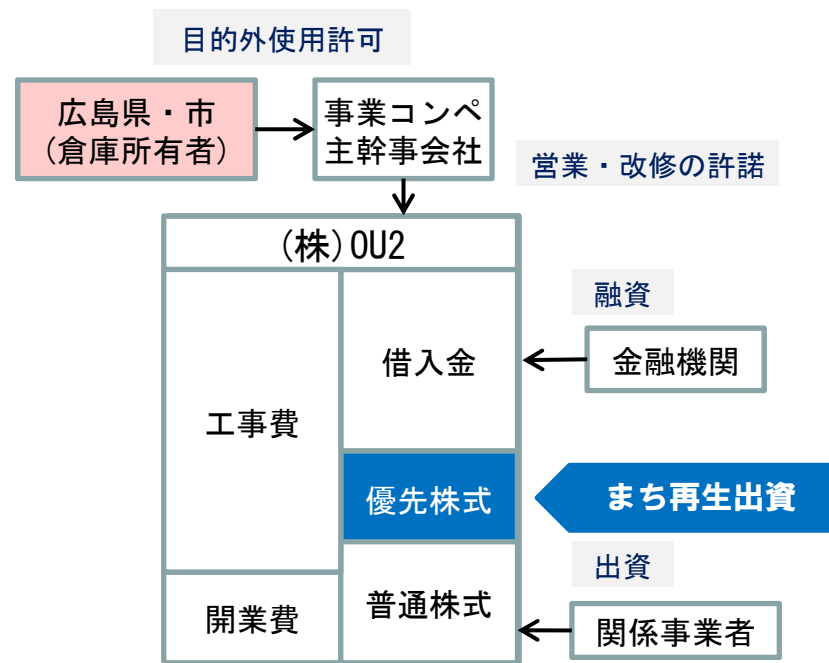 目的外使用許可
広島県・市
(倉庫所有者)
事業コンペ
主幹事会社
営業・改修の許諾
(株)OU2
融資
借入金
金融機関
工事費
優先株式
まち再生出資
出資
開業費
普通株式
関係事業者